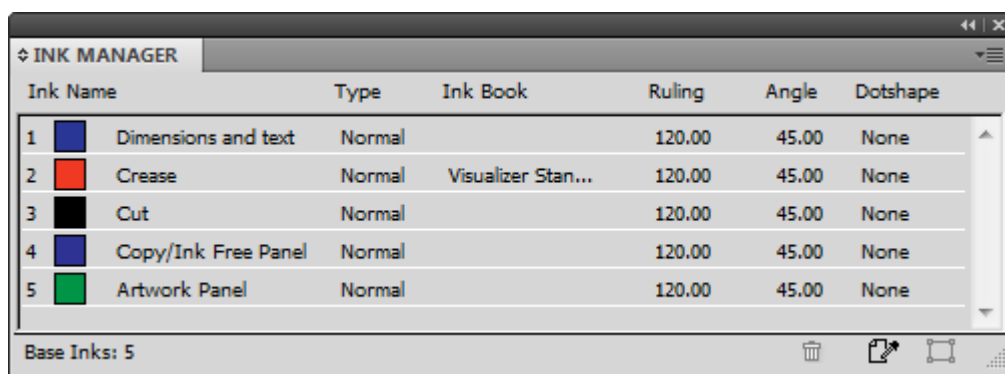 INK MANAGER
Ink Name Type Ink Book Ruling Angle Dotshape
1 Dimensions and text Normal 120.00 45.00 None
2 Crease Normal Visualizer Stan... 120.00 45.00 None
3 Cut Normal 120.00 45.00 None
4 Copy/Ink Free Panel Normal 120.00 45.00 None
5 Artwork Panel Normal 120.00 45.00 None
Base Inks: 5